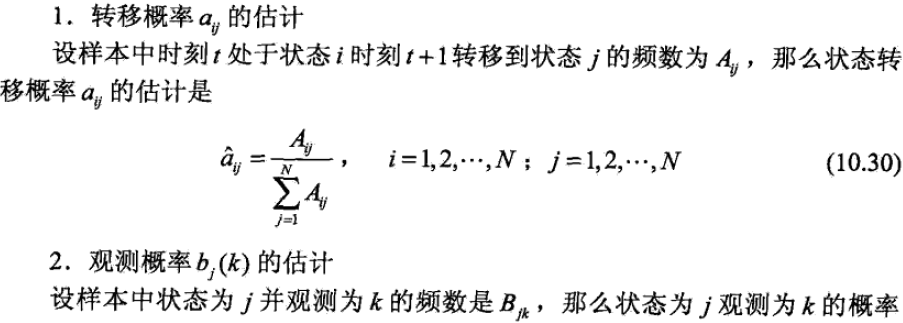 1．转移概率 a_{ij} 的估计
设样本中时刻 t 处于状态 i 时刻 t+1 转移到状态 j 的频数为 A_{ij}，那么状态转
移概率 a_{ij} 的估计是
\hat{a}_{ij} = \frac{A_{ij}}{\sum_{j=1}^{N} A_{ij}}， i=1,2,⋯,N；j=1,2,⋯,N (10.30)
2．观测概率 b_j(k) 的估计
设样本中状态为 j 并观测为 k 的频数是 B_{jk}，那么状态为 j 观测为 k 的概率